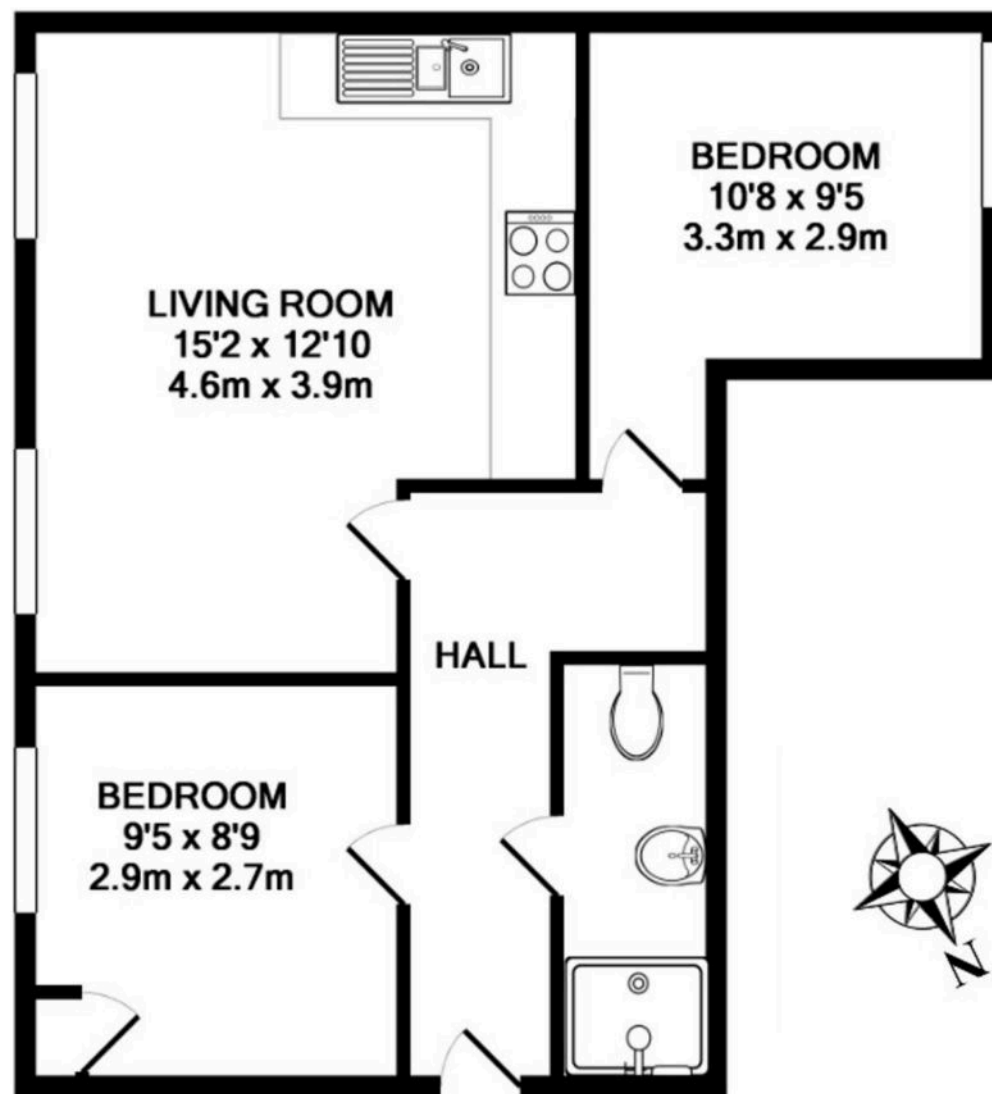 BEDROOM
10'8 x 9'5
3.3m x 2.9m
LIVING ROOM
15'2 x 12'10
4.6m x 3.9m
HALL
BEDROOM
9'5 x 8'9
2.9m x 2.7m
N